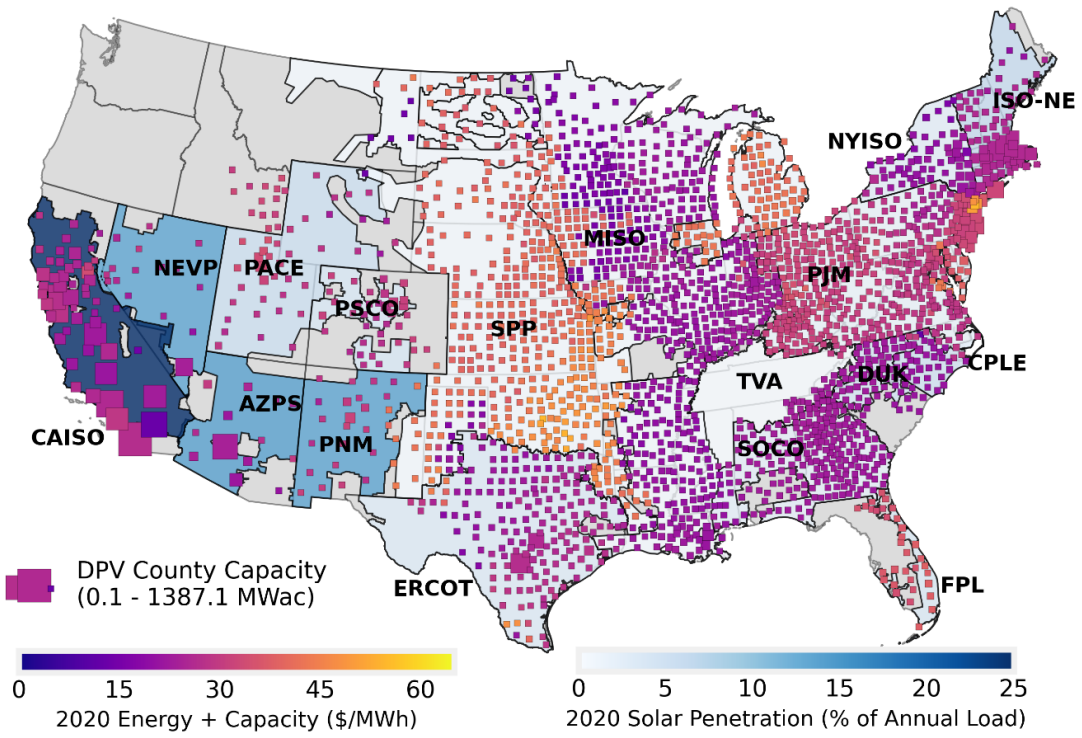 ISO-NE
NYISO
MISO
NEVP
PACE
PJM
PSCO
SPP
CPLE
TVA
DUK
AZPS
CAISO
PNM
SOCO
DPV County Capacity
(0.1 - 1387.1 MWac)
ERCOT
FPL
0 15 30 45 60
2020 Energy + Capacity ($/MWh)
0 5 10 15 20 25
2020 Solar Penetration (% of Annual Load)